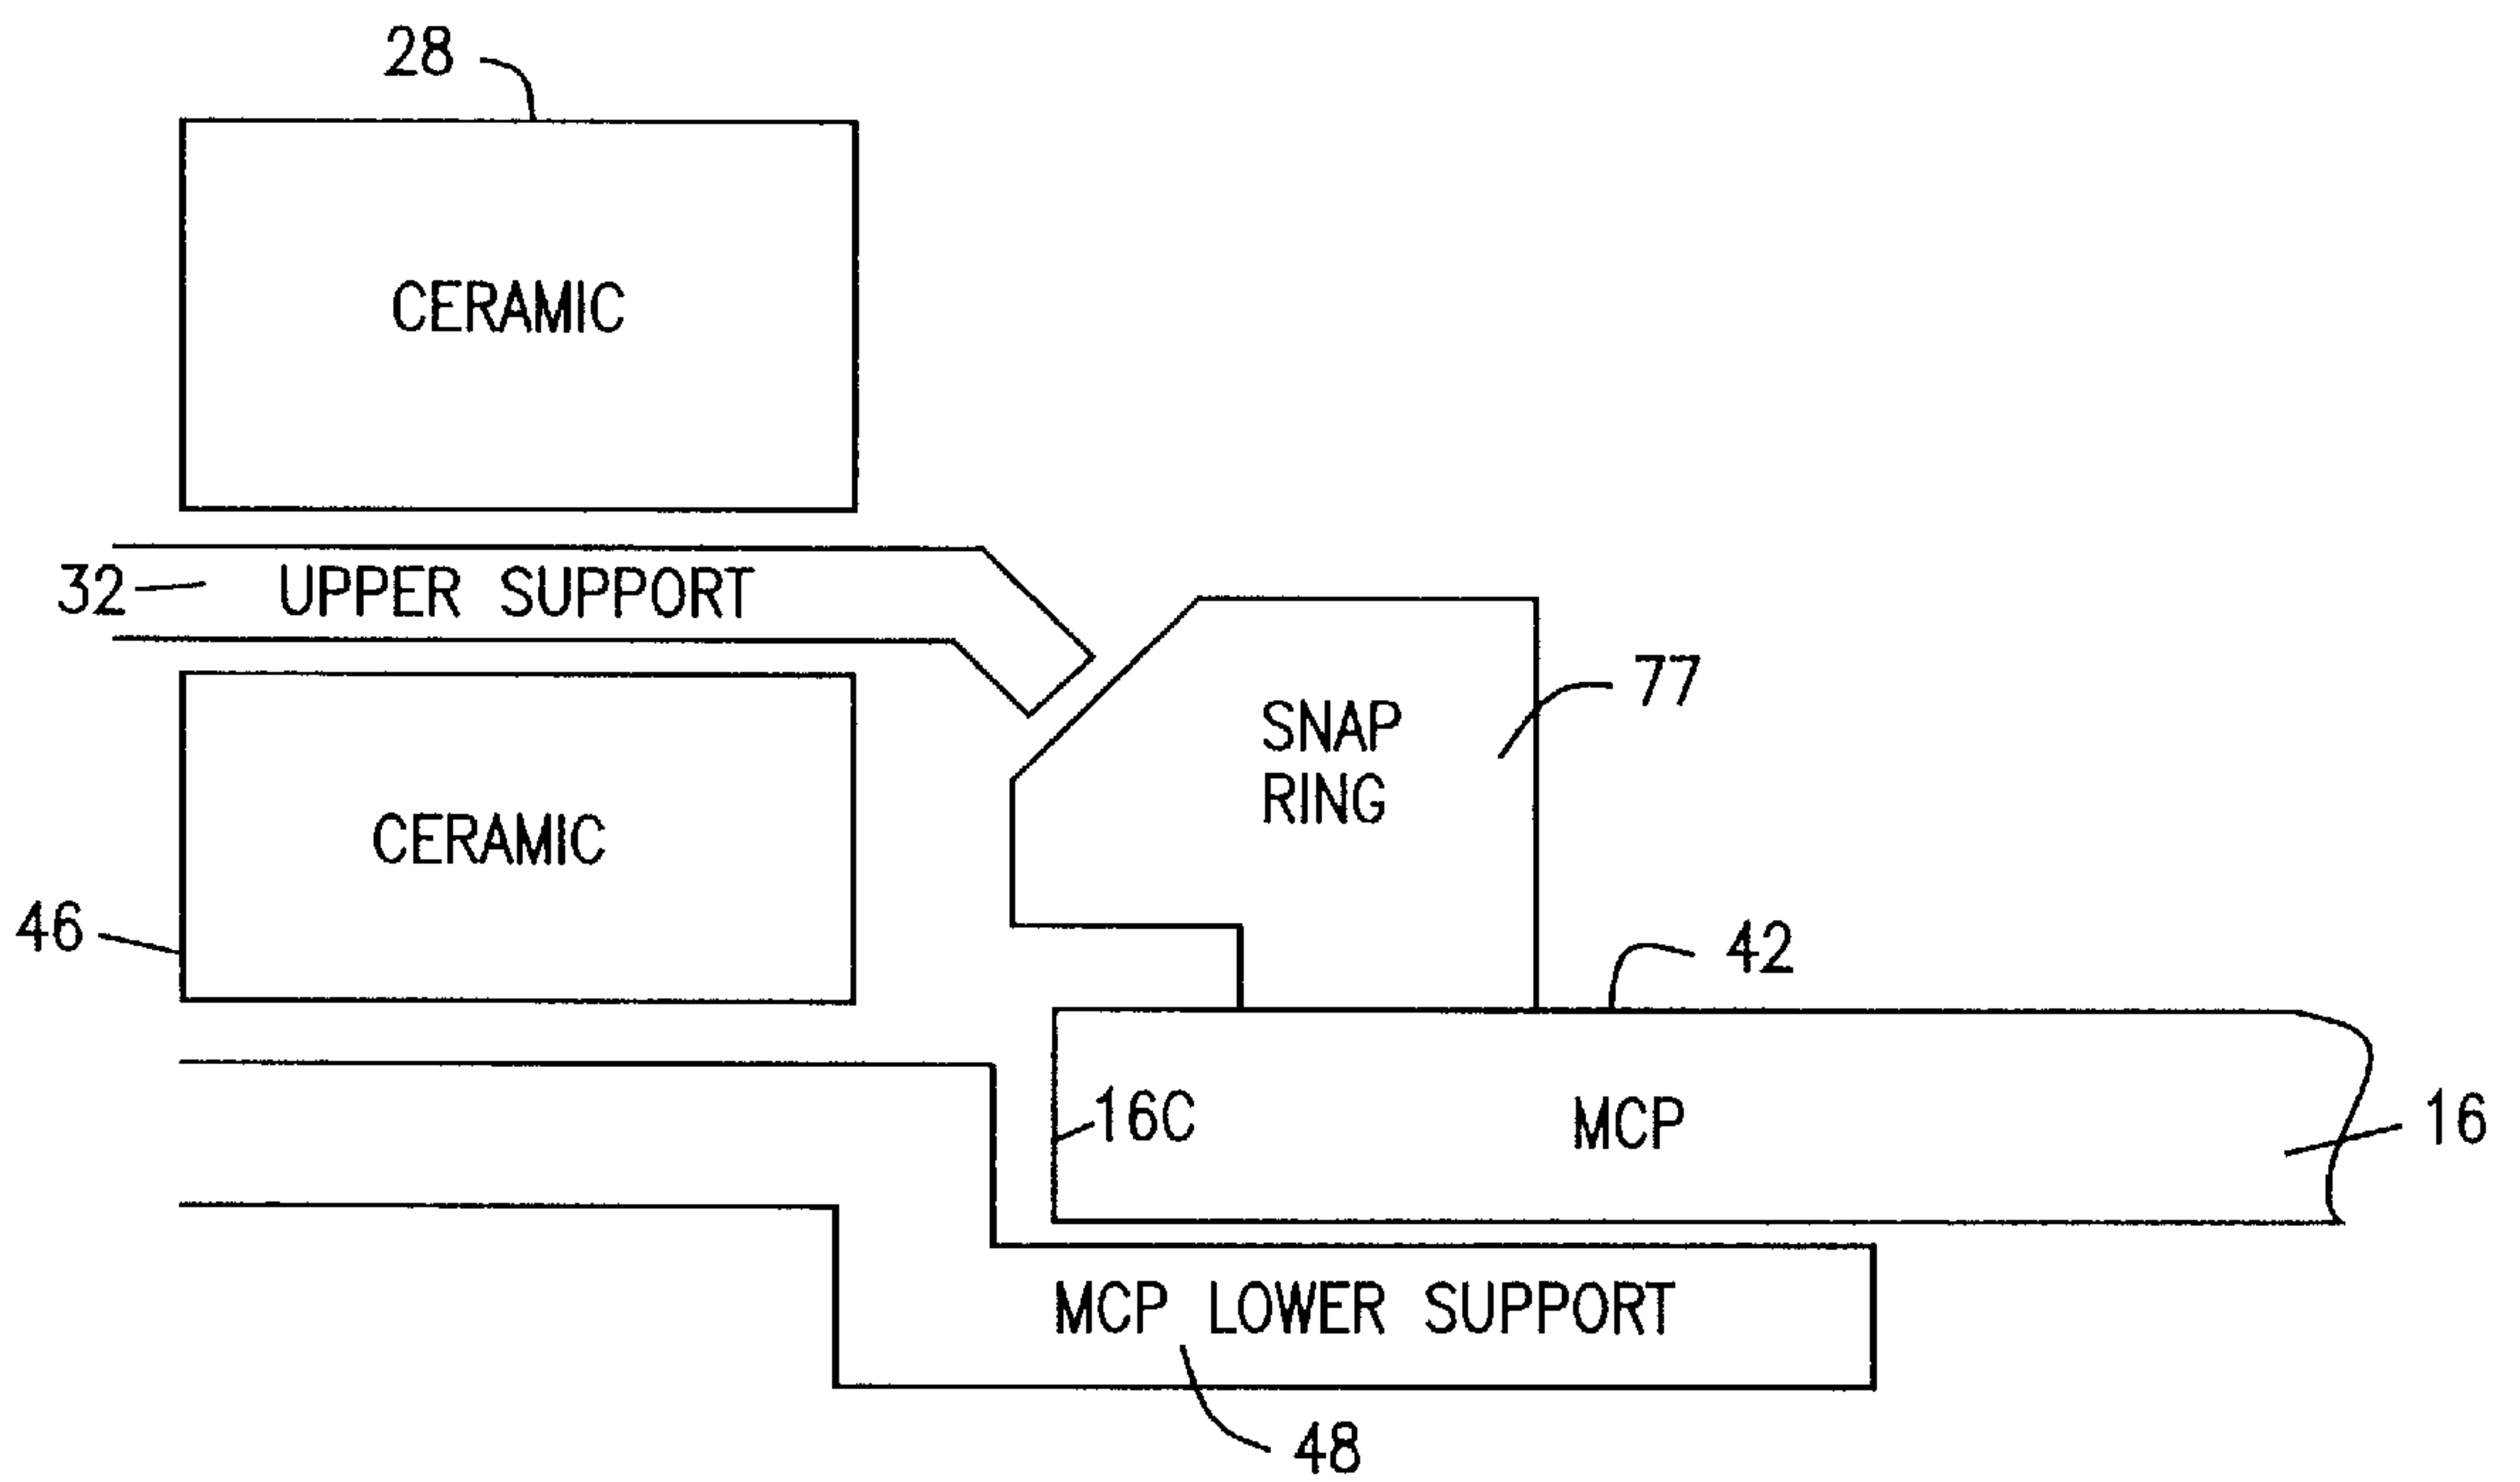 28
CERAMIC
32
UPPER SUPPORT
SNAP
RING
77
CERAMIC
46
42
16C
MCP
16
MCP LOWER SUPPORT
48